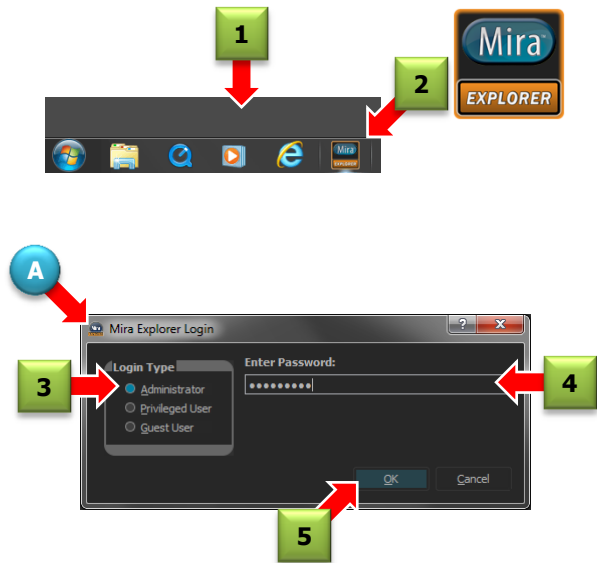 1
Mira™
2
EXPLORER
Mira
EXPLORER
A
Mira Explorer Login
? X
Login Type
Enter Password:
3
Administrator
•••••••••
4
Privileged User
Guest User
OK
Cancel
5